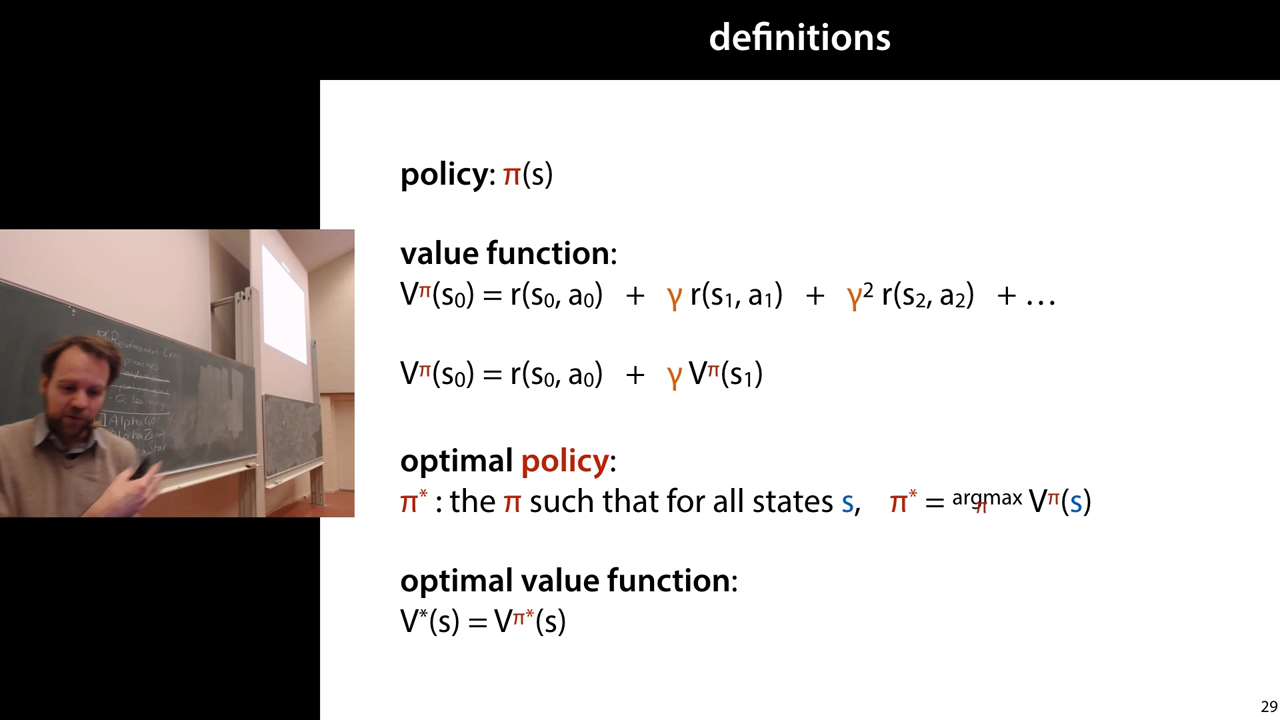 definitions
policy: π(s)
value function:
Vπ(s0) = r(s0, a0) + γ r(s1, a1) + γ2 r(s2, a2) + …
Vπ(s0) = r(s0, a0) + γ Vπ(s1)
optimal policy:
π* : the π such that for all states s, π* = argmax π Vπ(s)
optimal value function:
V*(s) = Vπ*(s)
29